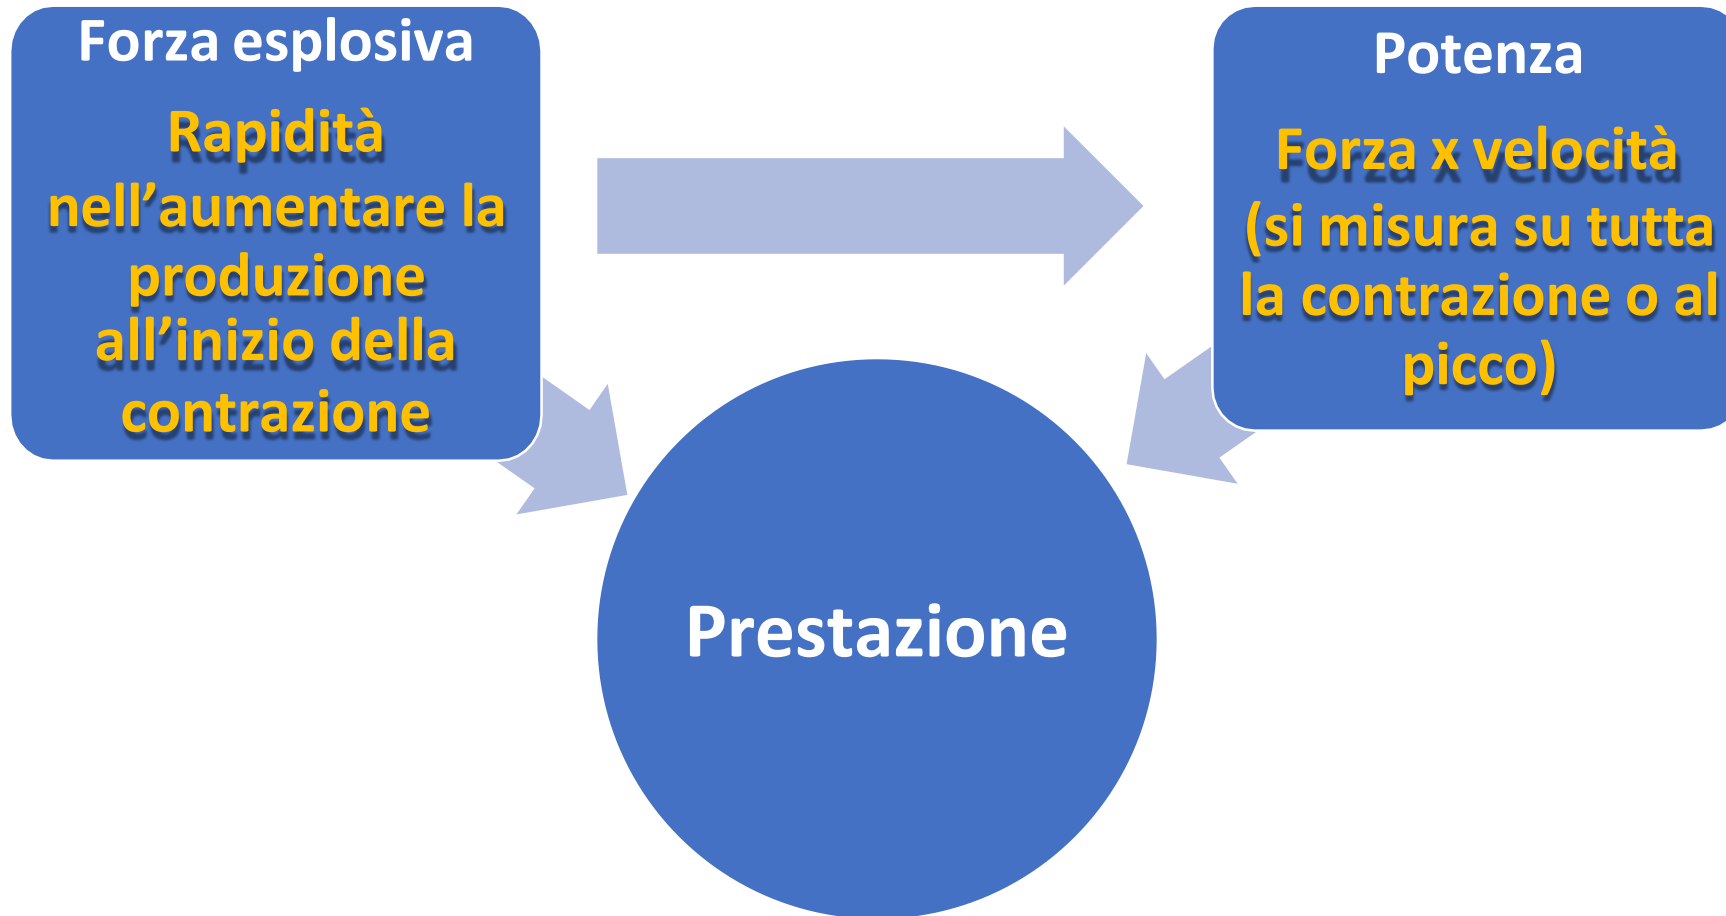 Forza esplosiva
Rapidità
nell’aumentare la
produzione
all’inizio della
contrazione
Potenza
Forza x velocità
(si misura su tutta
la contrazione o al
picco)
Prestazione